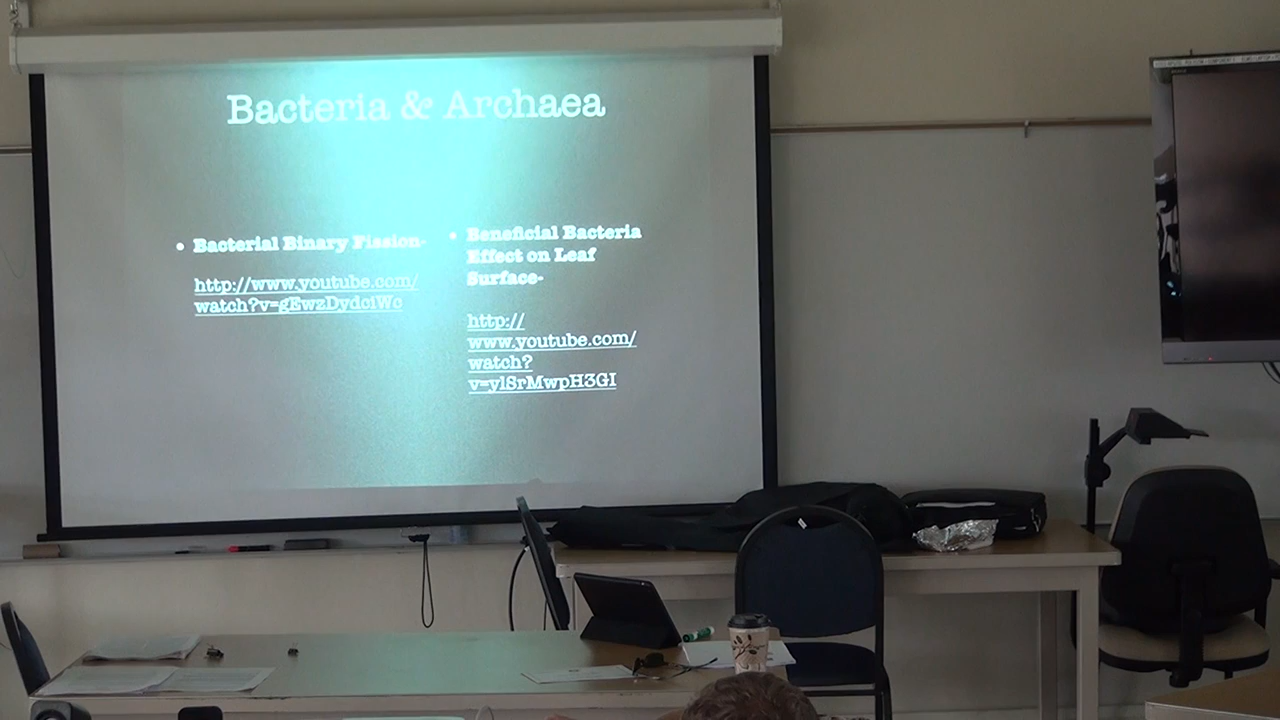 Bacteria & Archaea
• Bacterial Binary Fission-
http://www.youtube.com/
watch?v=gEwzDydciWc
• Beneficial Bacteria
Effect on Leaf
Surface-
http://
www.youtube.com/
watch?
v=yl8rMwpH3GI